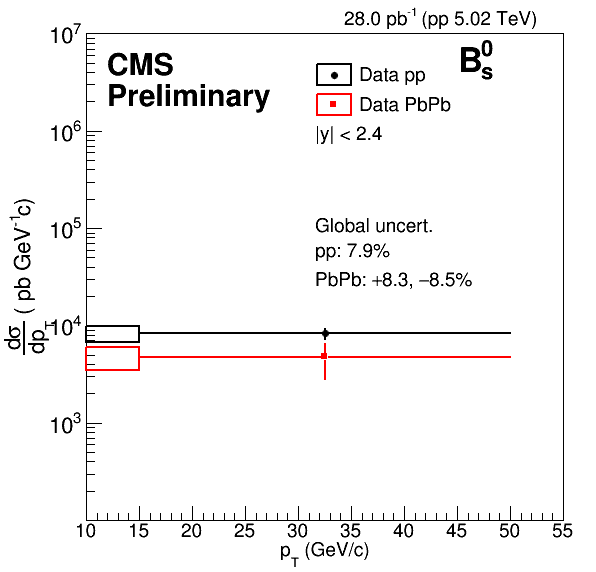 28.0 pb⁻¹ (pp 5.02 TeV)
CMS
Preliminary
B⁰ₛ
Data pp
Data PbPb
|y| < 2.4
Global uncert.
pp: 7.9%
PbPb: +8.3, −8.5%
dσ/dp_T ( pb GeV⁻¹c)
10⁷
10⁶
10⁵
10⁴
10³
10 15 20 25 30 35 40 45 50 55
p_T (GeV/c)